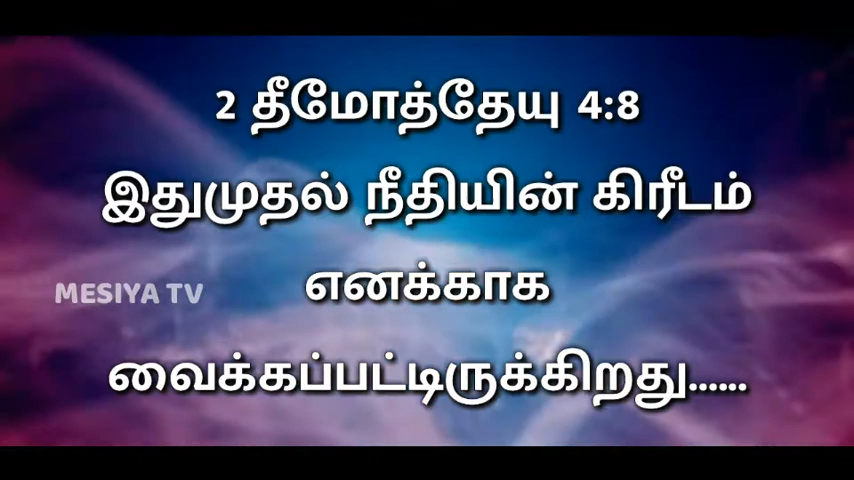 2 தீமோத்தேயு 4:8
இதுமுதல் நீதியின் கிரீடம்
எனக்காக
MESIYA TV
வைக்கப்பட்டிருக்கிறது......